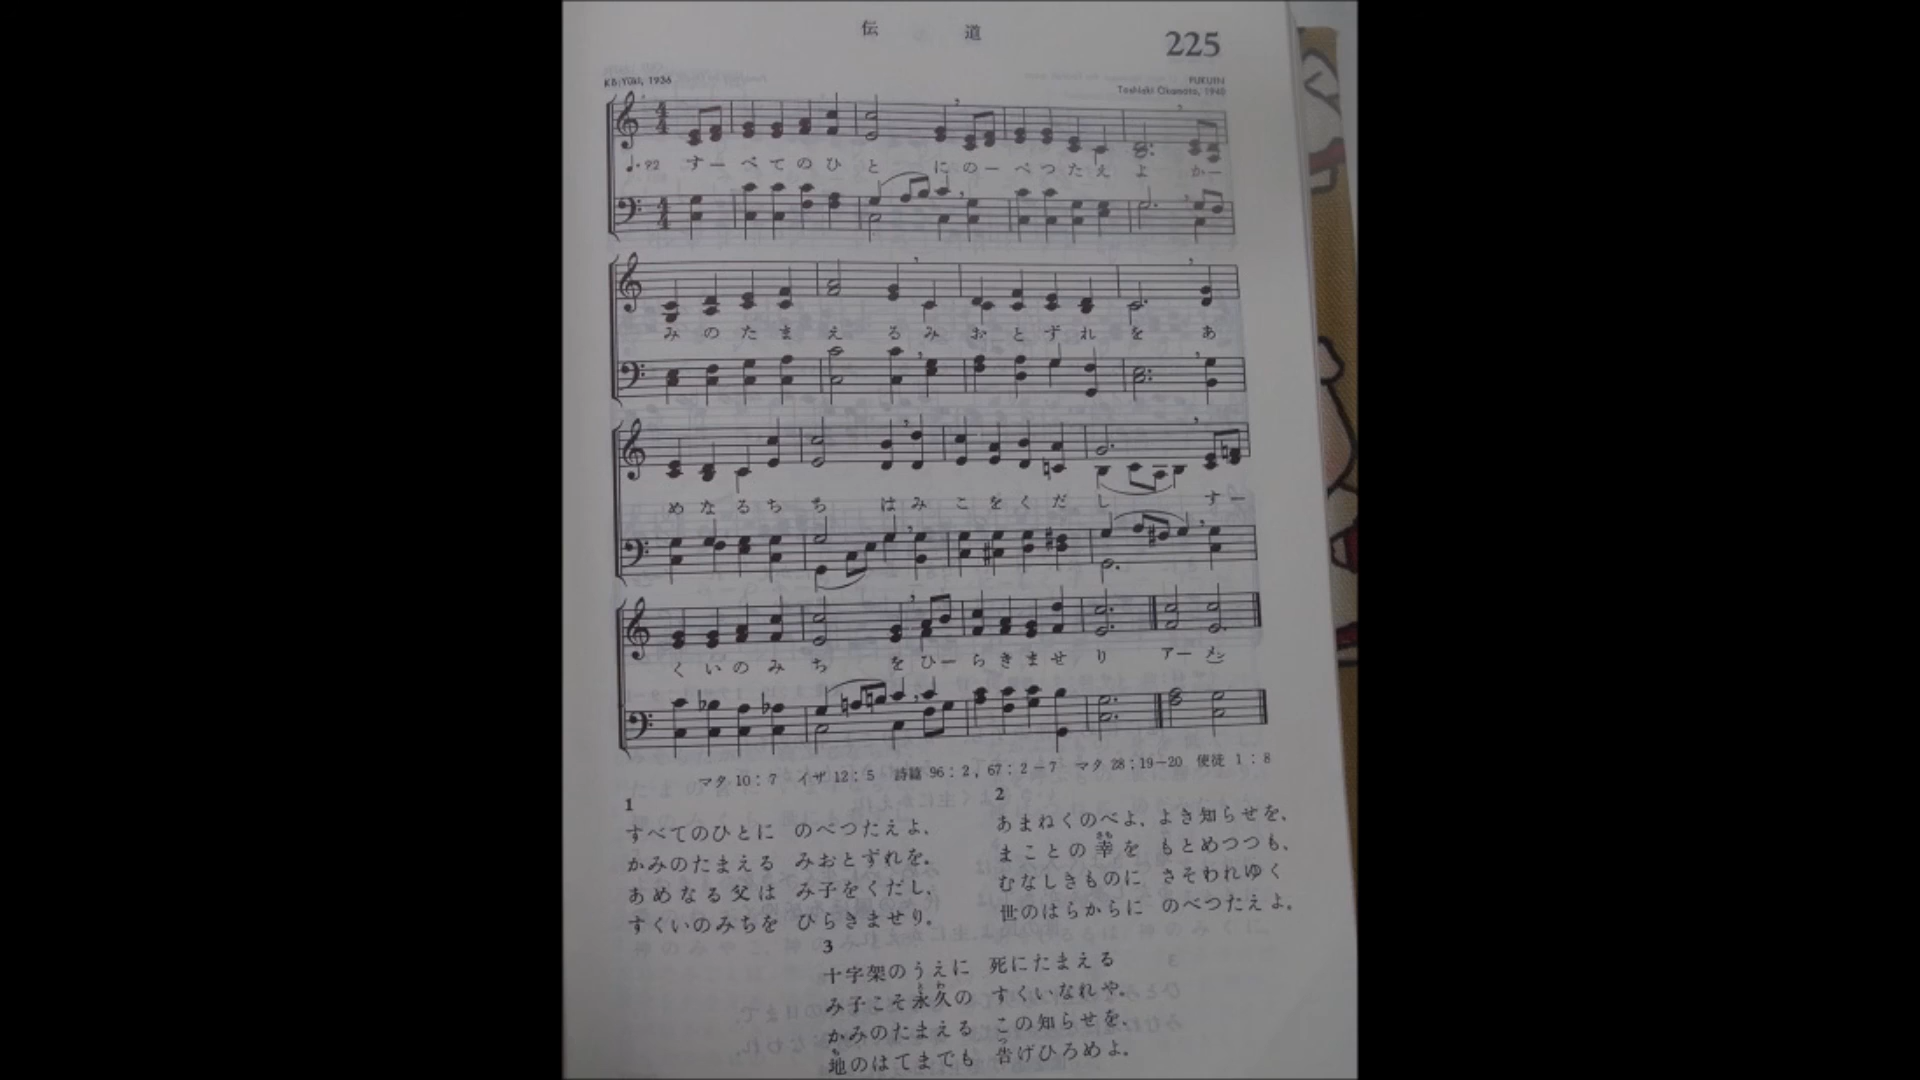 伝 道
225
KŌ Yūki, 1936
FUKUIN
Toshiaki Okamoto, 1940
♩=92 すーべてのひと にのーべつたえよ かー
みのたまえ るみおとずれを あ
めなるちち はみこをくだし すー
くいのみち をひーらきませり アーメン
マタ 10:7 イザ 12:5 詩篇 96:2, 67:2-7 マタ 28:19-20 使徒 1:8
1
すべてのひとに のべつたえよ、
かみのたまえる みおとずれを。
あめなる父は み子をくだし、
すくいのみちを ひらきませり。
2
あまねくのべよ、よき知らせを、
まことの幸を もとめつつも、
むなしきものに さそわれゆく
世のはらからに のべつたえよ。
3
十字架のうえに 死にたまえる
み子こそ永久の すくいなれや。
かみのたまえる この知らせを、
地のはてまでも 告げひろめよ。